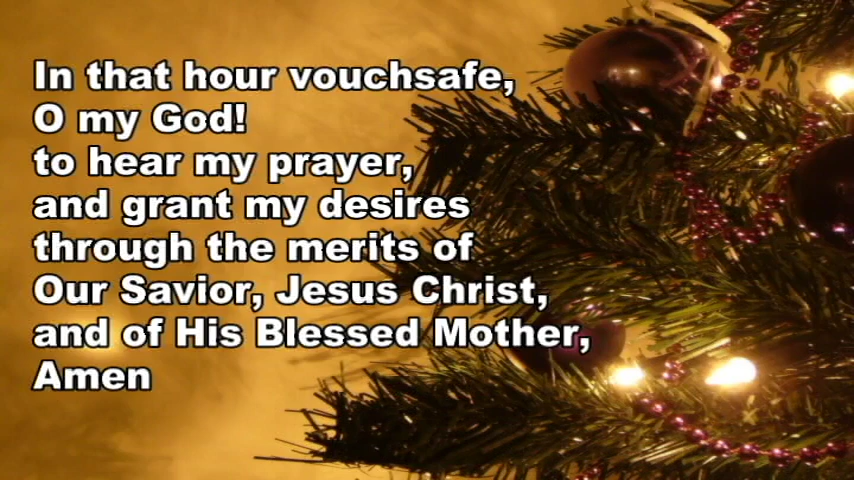 In that hour vouchsafe,
O my God!
to hear my prayer,
and grant my desires
through the merits of
Our Savior, Jesus Christ,
and of His Blessed Mother,
Amen